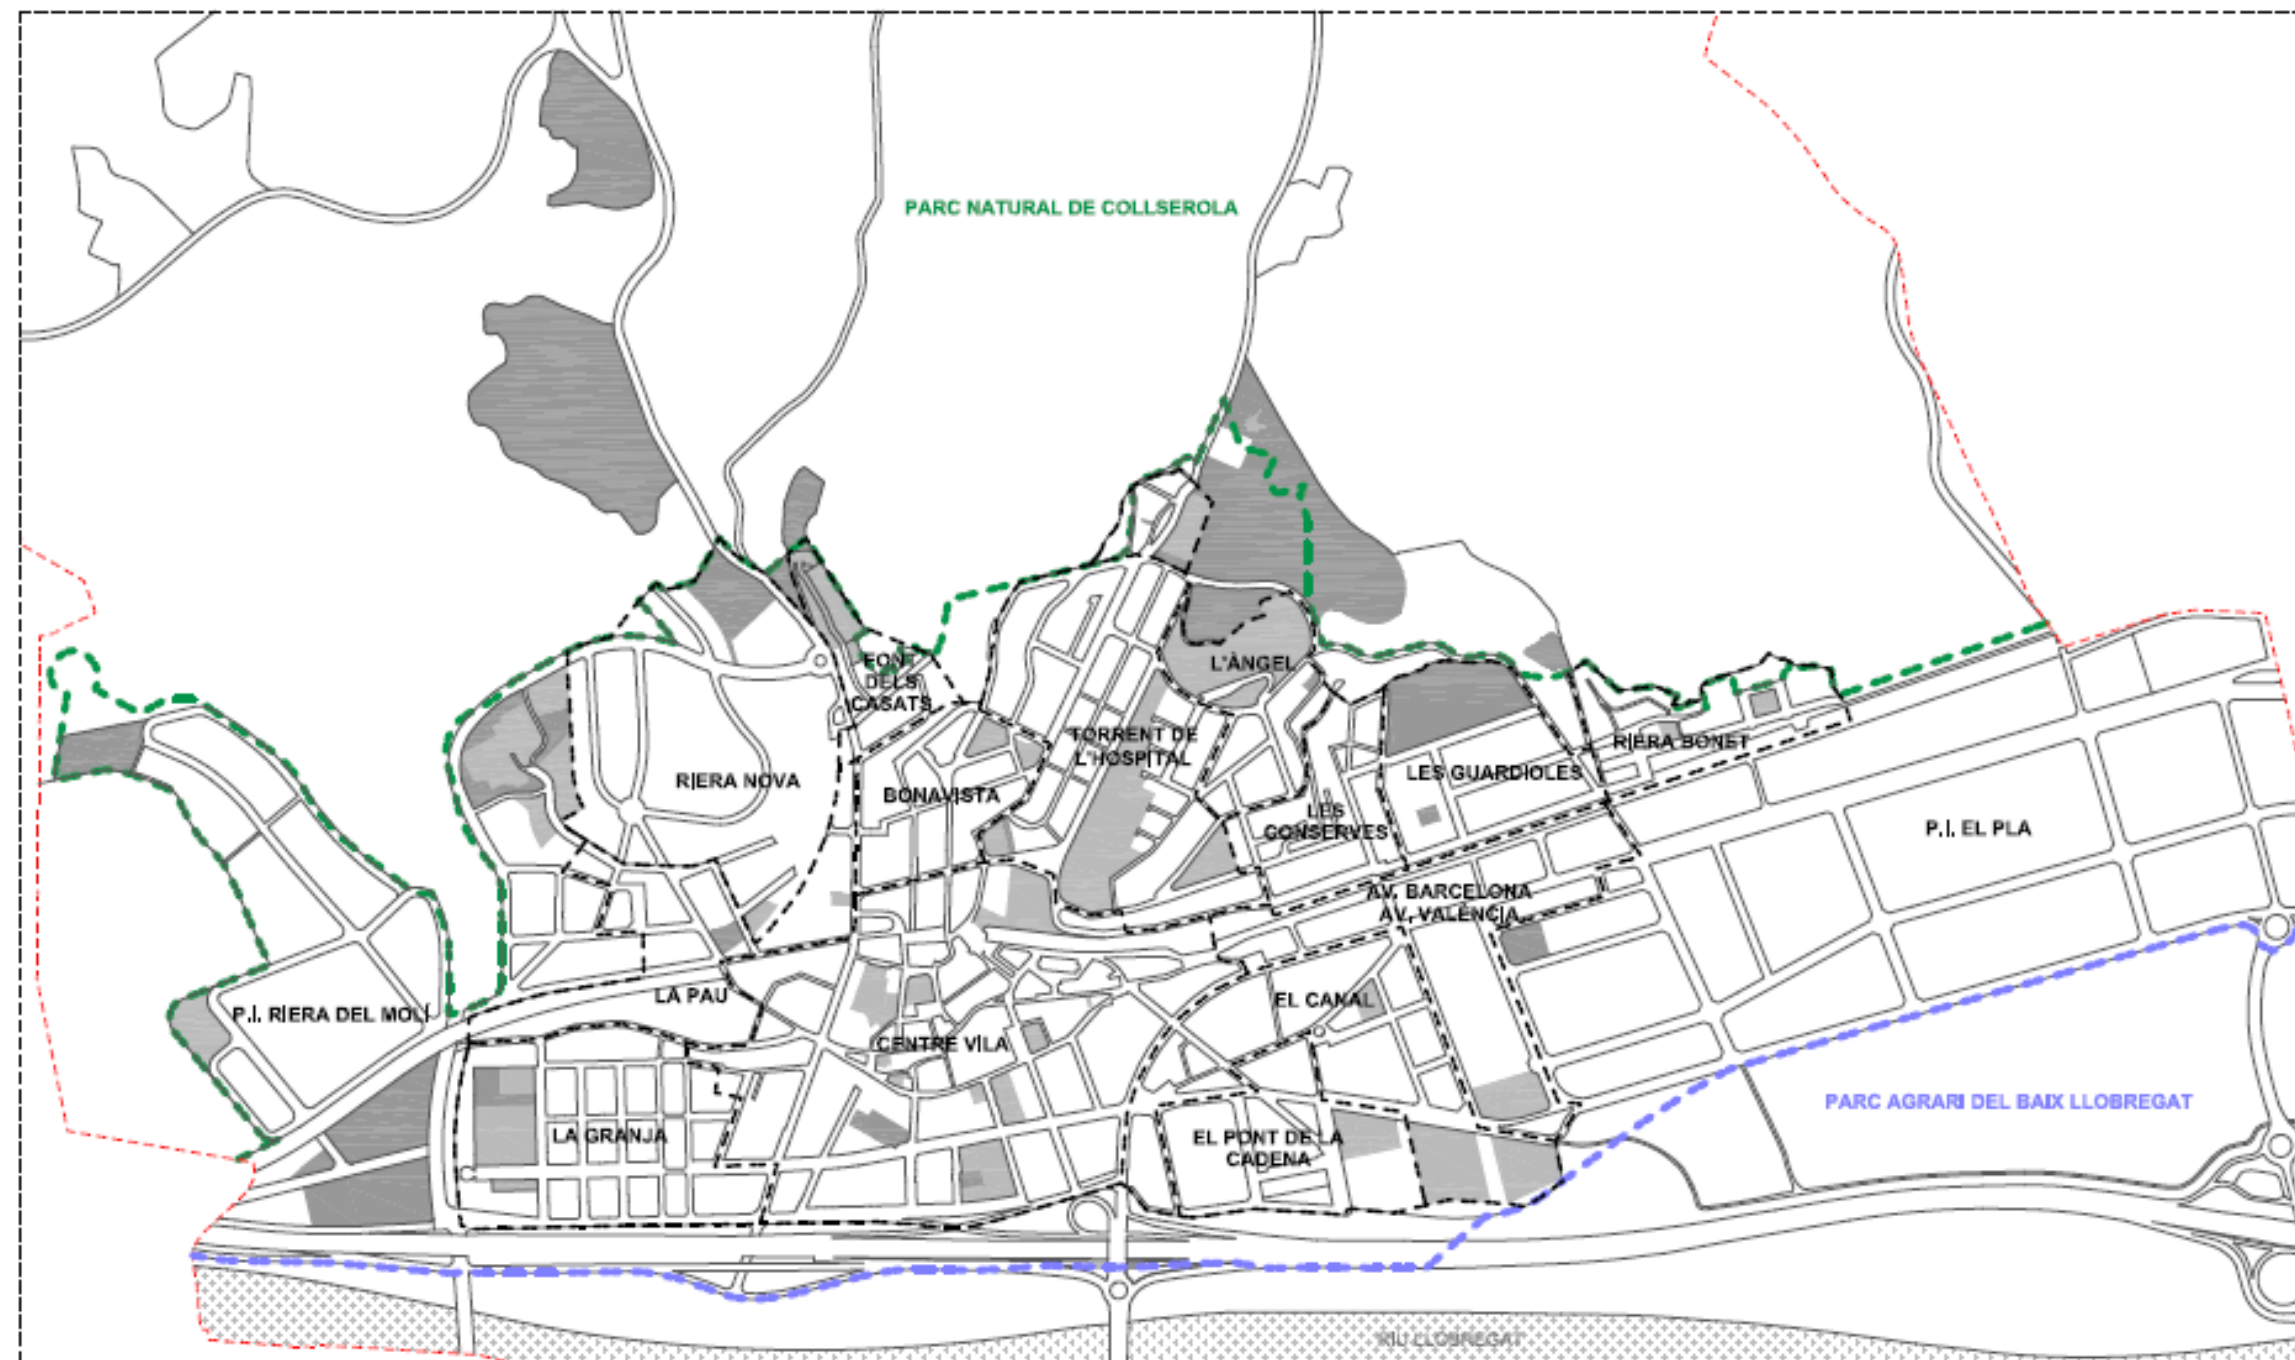 PARC NATURAL DE COLLSEROLA
FONT
DELS
CASATS
L'ÀNGEL
TORRENT DE
L'HOSPITAL
RIERA BONET
RIERA NOVA
BONAVISTA
LES GUARDIOLES
LES
CONSERVES
P.I. EL PLA
AV. BARCELONA
AV. VALÈNCIA
LA PAU
EL CANAL
P.I. RIERA DEL MOLÍ
CENTRE VILA
PARC AGRARI DEL BAIX LLOBREGAT
LA GRANJA
EL PONT DE LA
CADENA
RIU LLOBREGAT